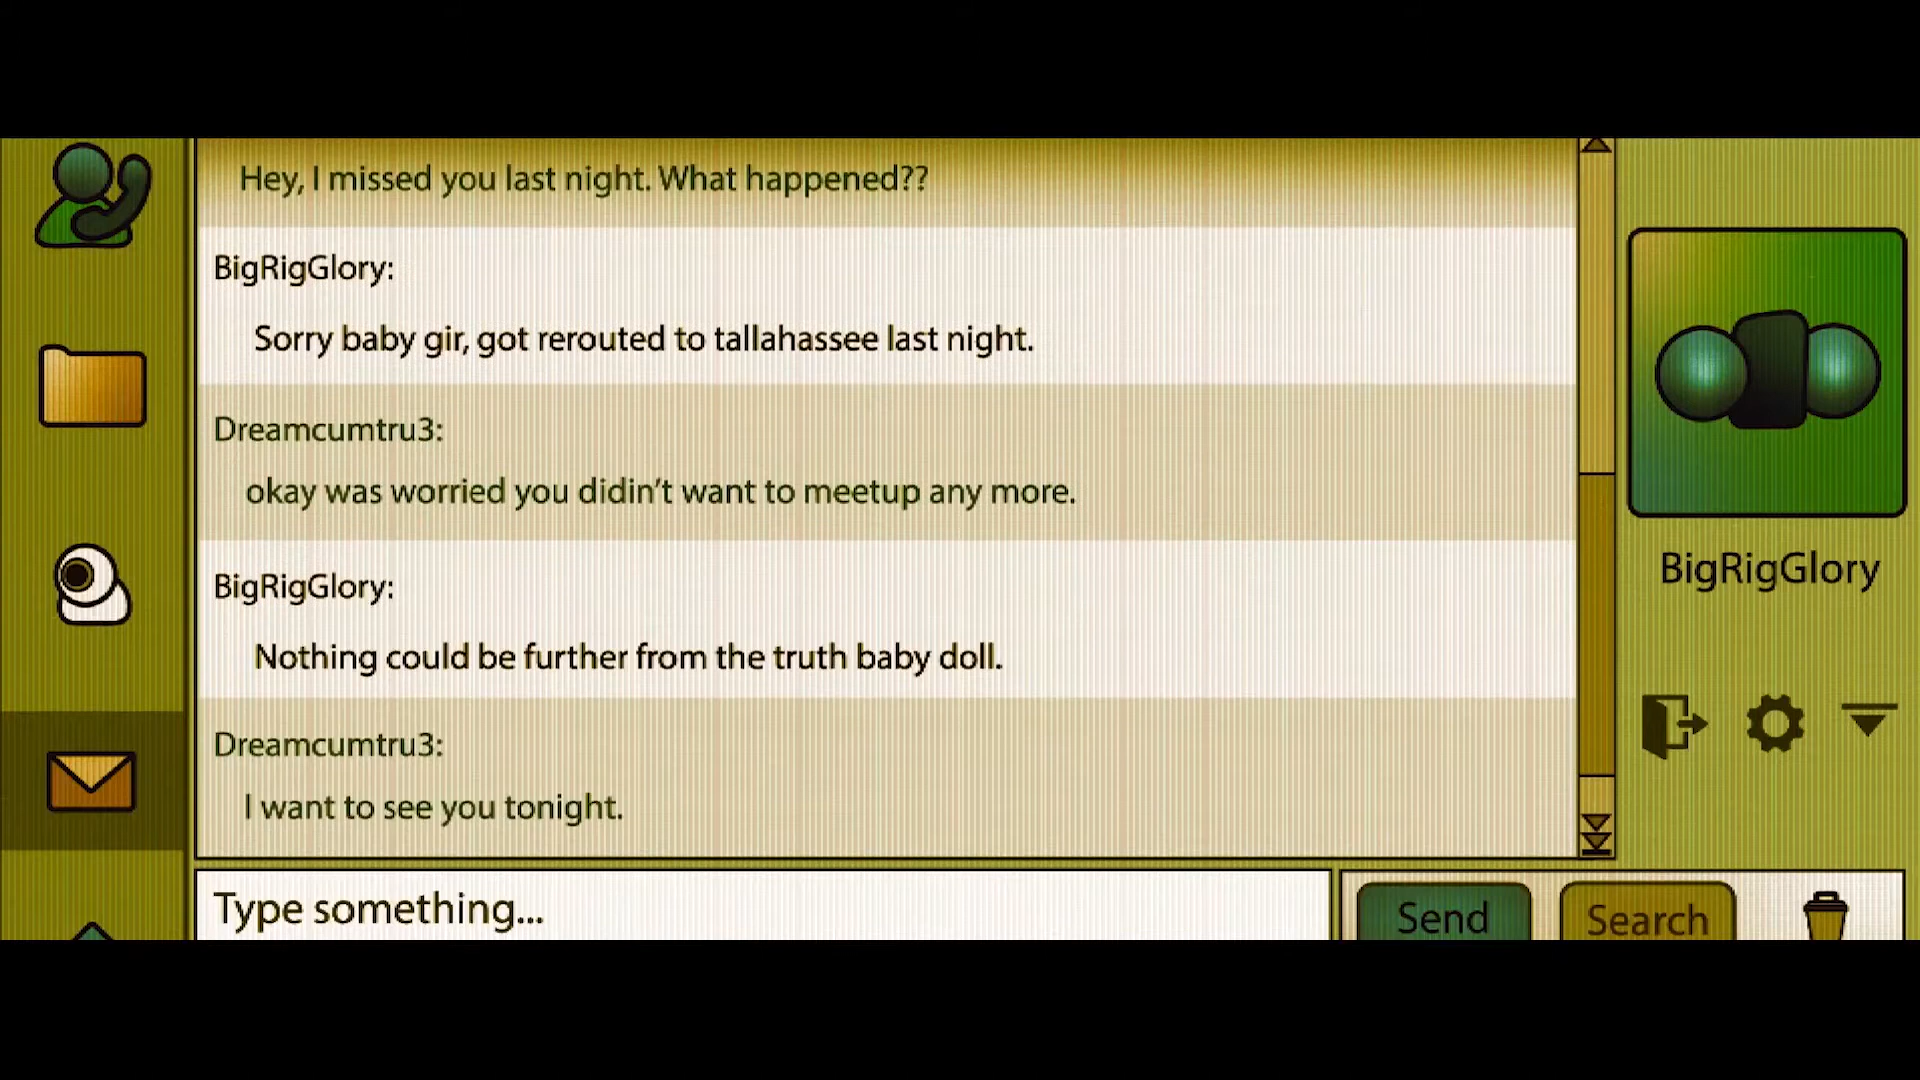 Hey, I missed you last night. What happened??
BigRigGlory:
Sorry baby gir, got rerouted to tallahassee last night.
Dreamcumtru3:
okay was worried you didin't want to meetup any more.
BigRigGlory:
Nothing could be further from the truth baby doll.
Dreamcumtru3:
I want to see you tonight.
BigRigGlory
Type something...
Send
Search